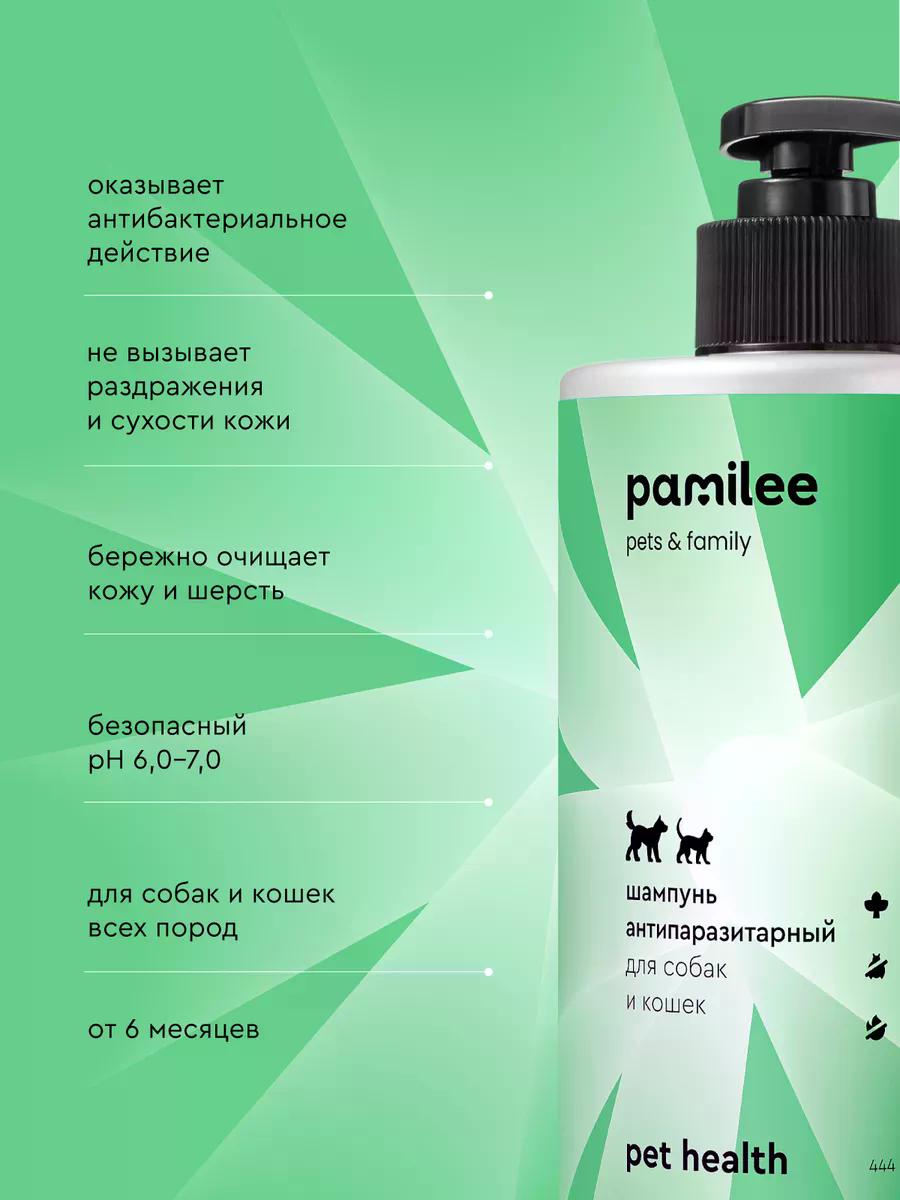 оказывает
антибактериальное
действие
не вызывает
раздражения
и сухости кожи
бережно очищает
кожу и шерсть
безопасный
pH 6,0–7,0
для собак и кошек
всех пород
от 6 месяцев
pamilee
pets & family
шампунь
антипаразитарный
для собак
и кошек
pet health
444